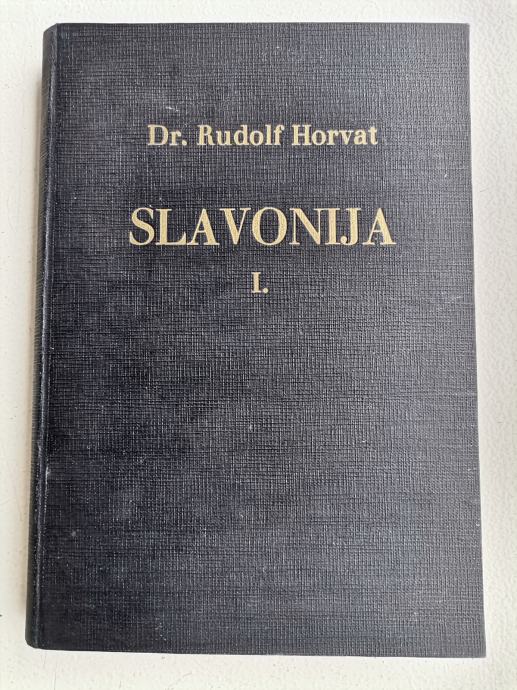 Dr. Rudolf Horvat
SLAVONIJA
I.